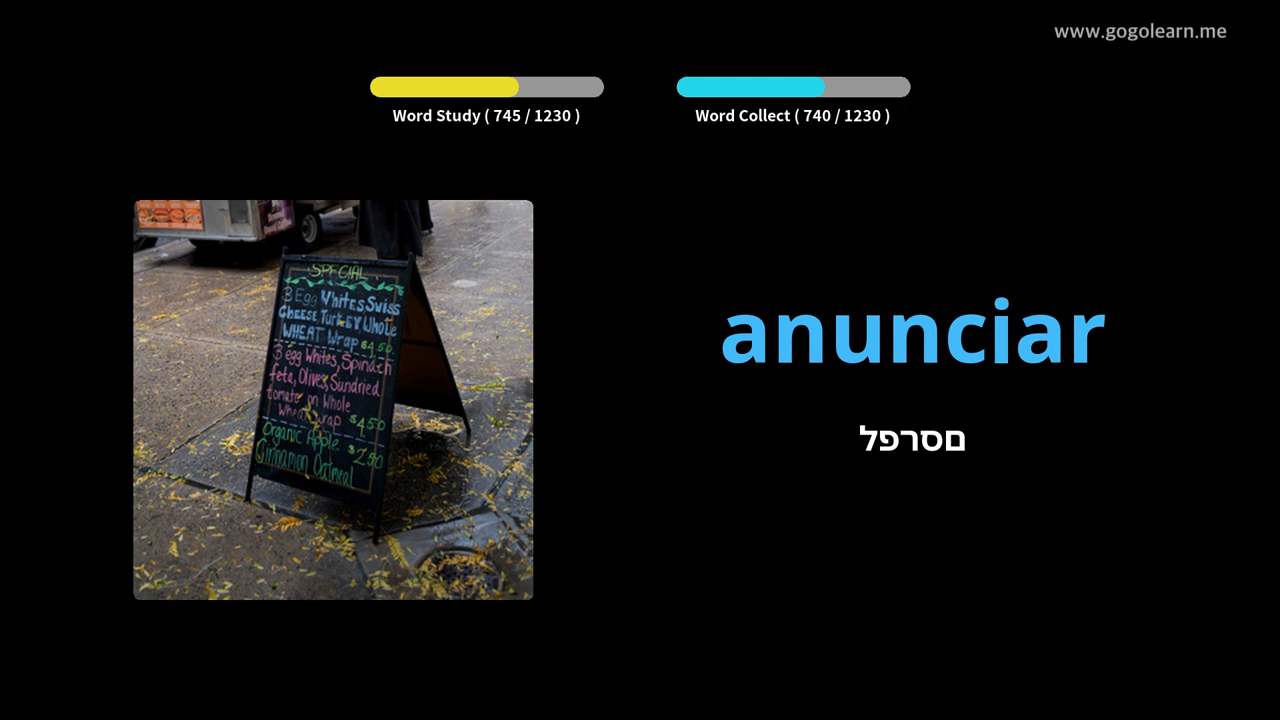 www.gogolearn.me
Word Study ( 745 / 1230 )
Word Collect ( 740 / 1230 )
SPECIAL
3 Egg Whites, Swiss
Cheese, Turkey Whole
WHEAT Wrap $4.50
3 egg Whites, Spinach
feta, Olives, Sundried
tomato on Whole
Wheat Wrap $4.50
Organic Apple
Cinnamon Oatmeal $2.50
anunciar
לפרסם